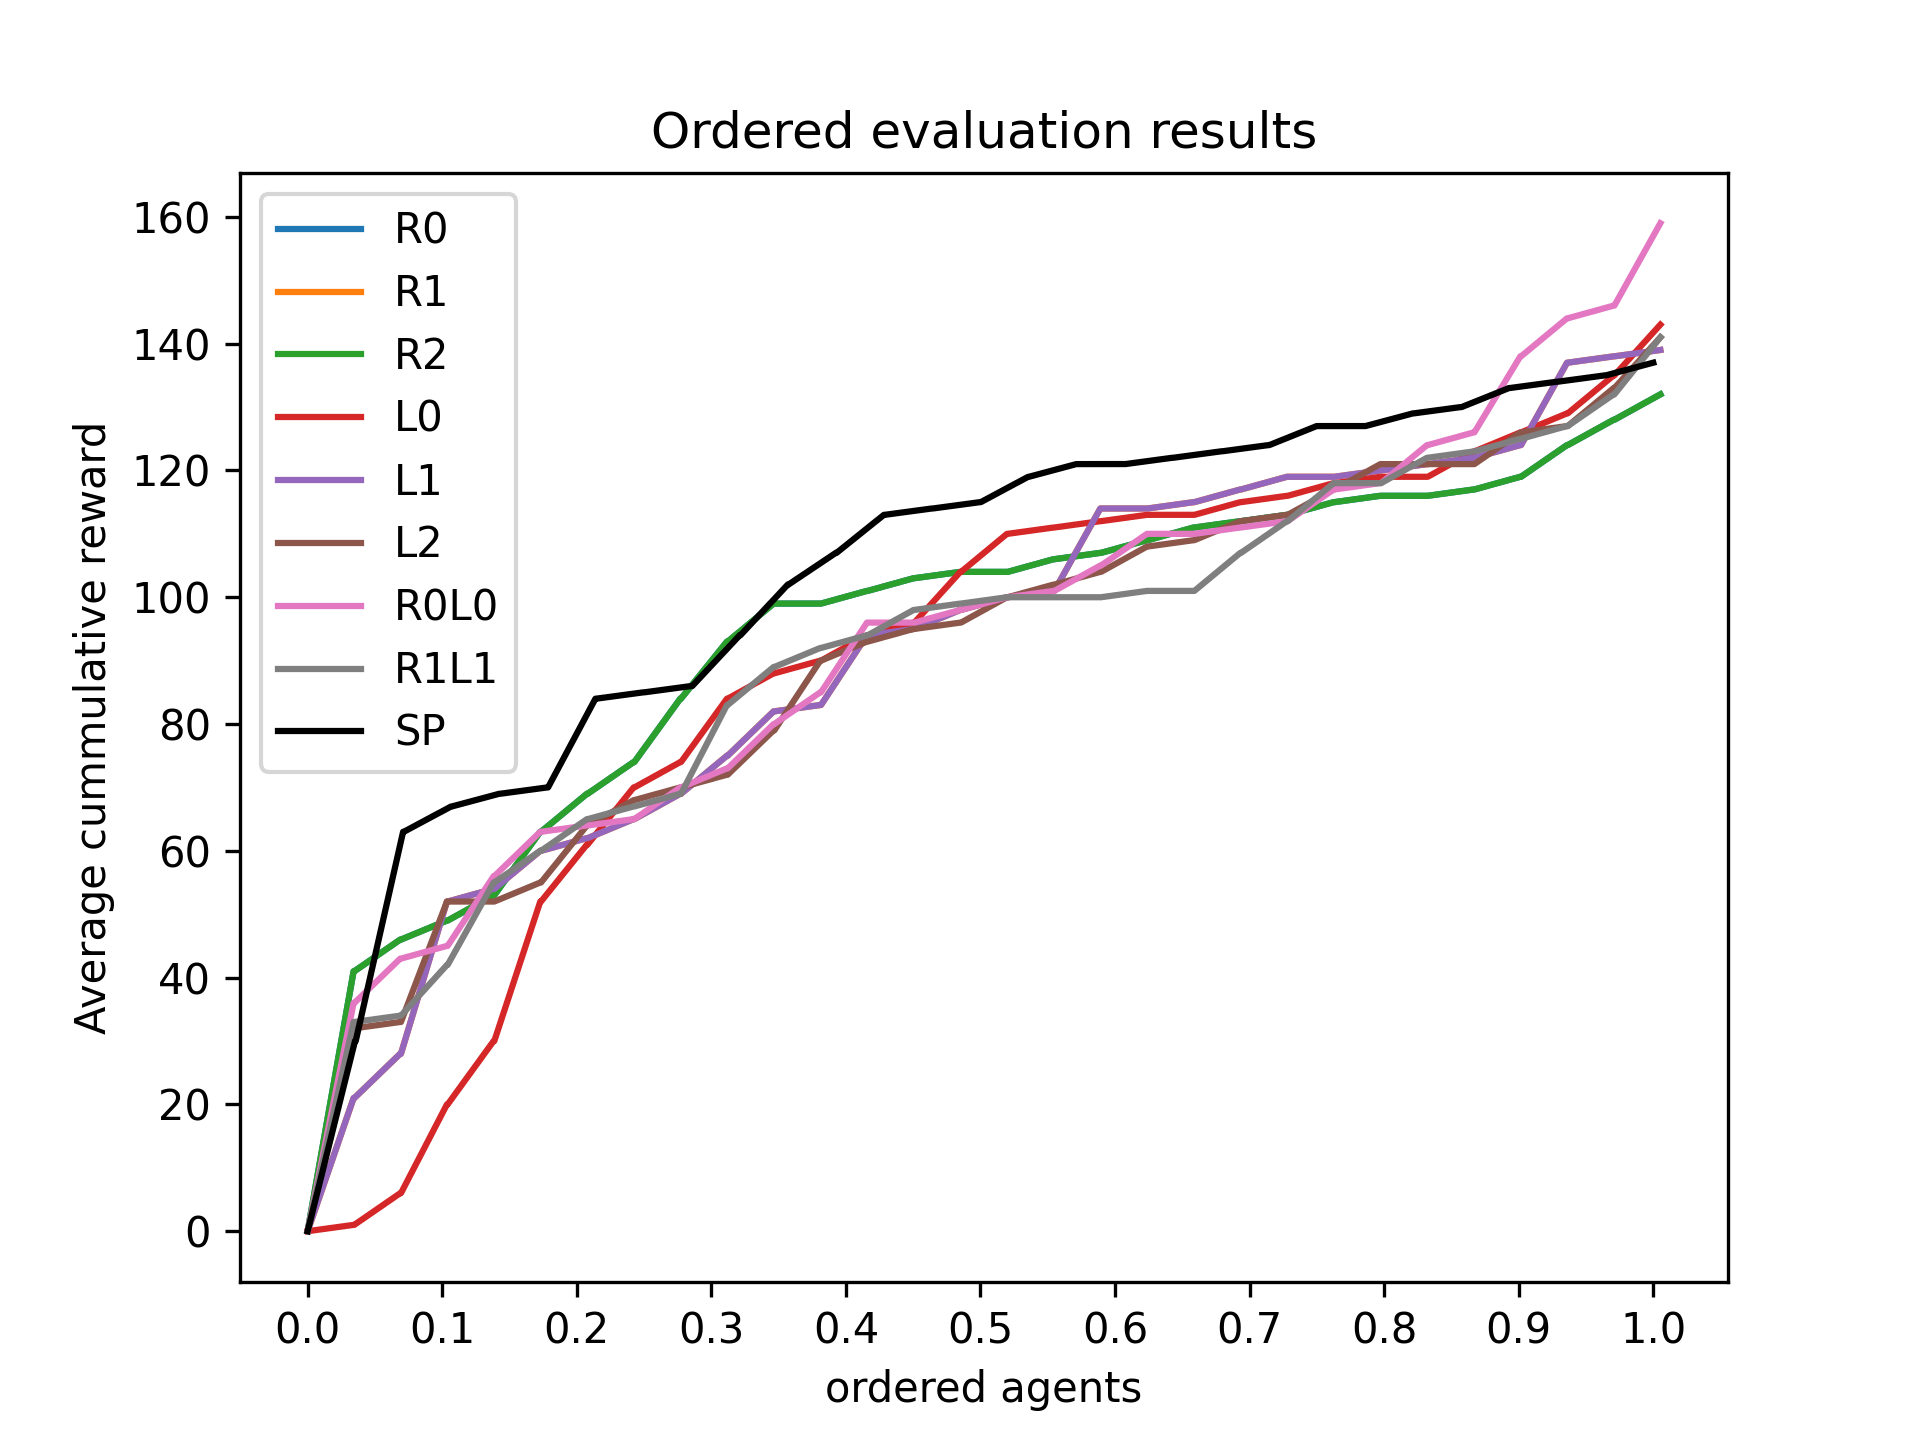 Ordered evaluation results
160
140
120
100
80
60
40
20
0
Average cummulative reward
R0
R1
R2
L0
L1
L2
R0L0
R1L1
SP
0.0 0.1 0.2 0.3 0.4 0.5 0.6 0.7 0.8 0.9 1.0
ordered agents